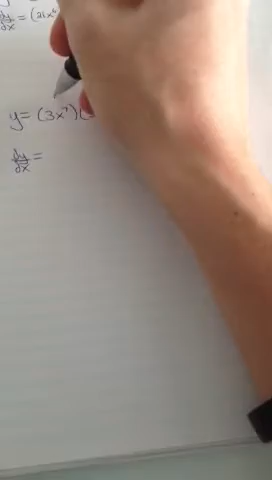 dy/dx = (21x⁶
y = (3x⁷)(
dy/dx =